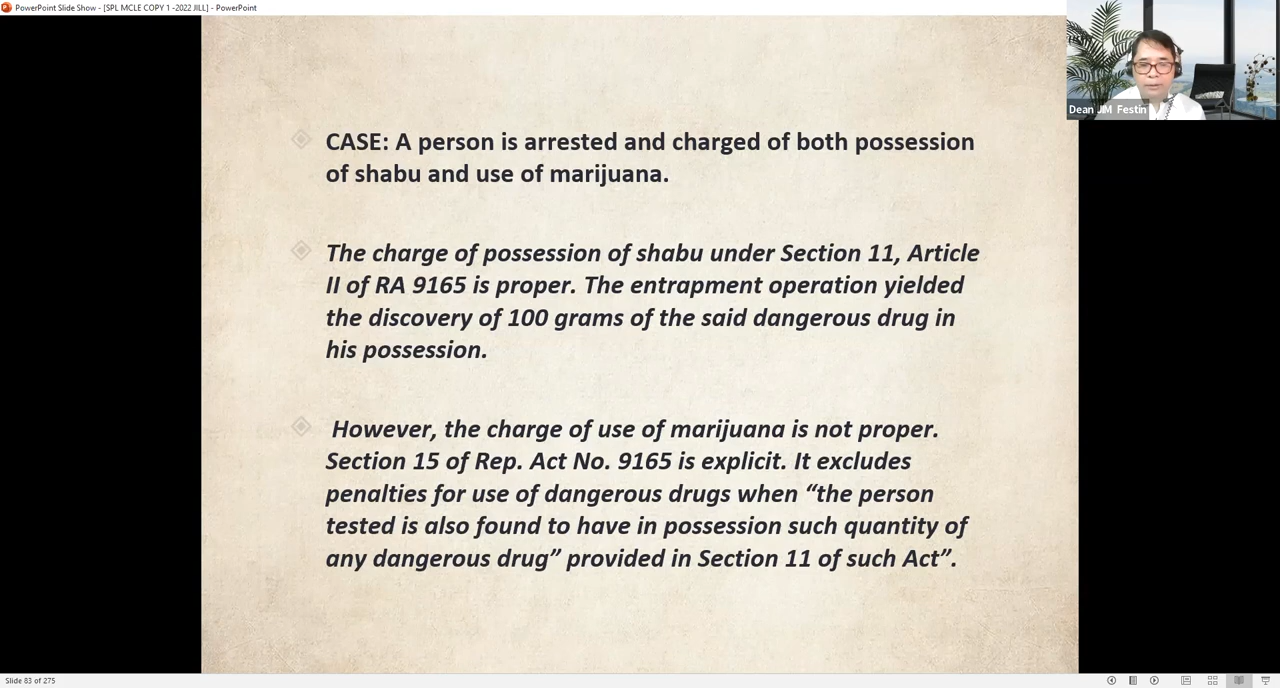 PowerPoint Slide Show - [SPL MCLE COPY 1 -2022 JILL] - PowerPoint
Dean JIM Festin
CASE: A person is arrested and charged of both possession
of shabu and use of marijuana.
The charge of possession of shabu under Section 11, Article
II of RA 9165 is proper. The entrapment operation yielded
the discovery of 100 grams of the said dangerous drug in
his possession.
However, the charge of use of marijuana is not proper.
Section 15 of Rep. Act No. 9165 is explicit. It excludes
penalties for use of dangerous drugs when “the person
tested is also found to have in possession such quantity of
any dangerous drug” provided in Section 11 of such Act”.
Slide 83 of 275